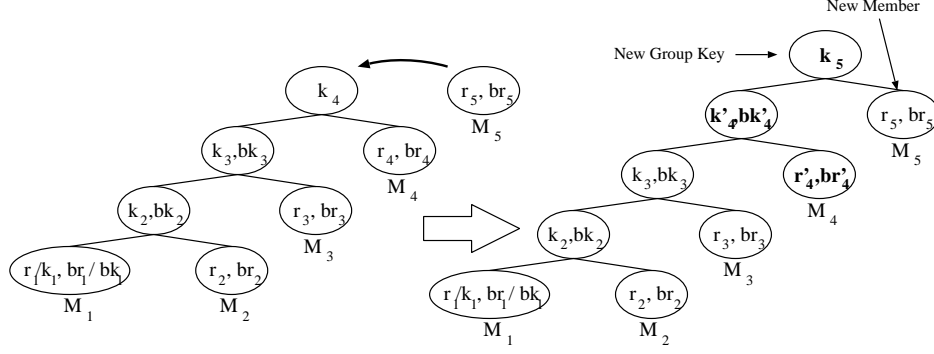 New Member
New Group Key
k₅
k₄
r₅, br₅
M₅
k'₄,bk'₄
r₅, br₅
M₅
k₃,bk₃
r₄, br₄
M₄
k₃,bk₃
r'₄,br'₄
M₄
k₂,bk₂
r₃, br₃
M₃
k₂,bk₂
r₃, br₃
M₃
r₁/k₁, br₁/ bk₁
M₁
r₂, br₂
M₂
r₁/k₁, br₁/ bk₁
M₁
r₂, br₂
M₂